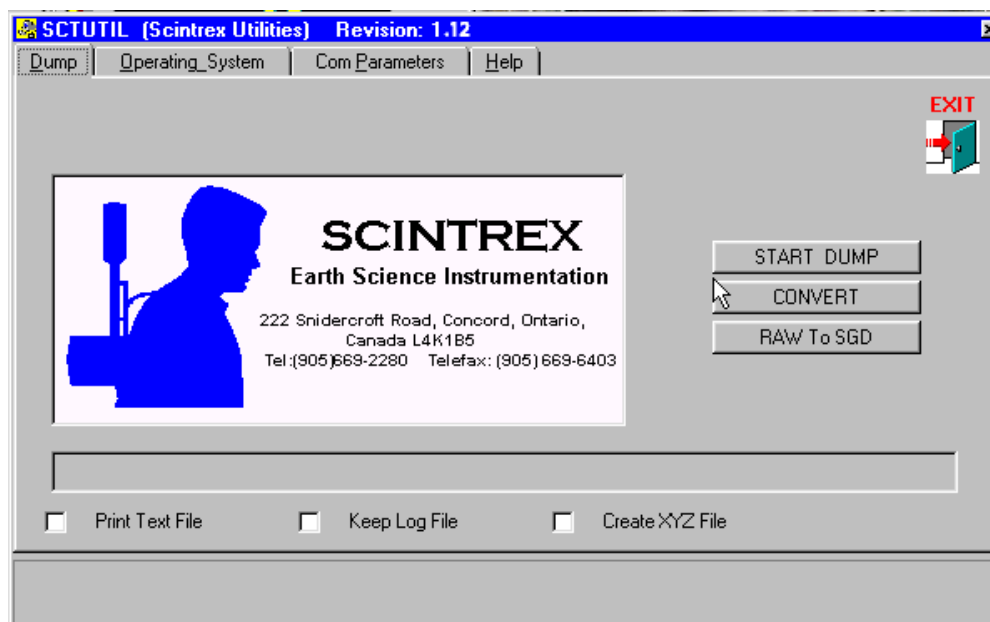 SCTUTIL (Scintrex Utilities) Revision: 1.12
Dump Operating_System Com Parameters Help
EXIT
SCINTREX
Earth Science Instrumentation
222 Snidercroft Road, Concord, Ontario,
Canada L4K1B5
Tel:(905)669-2280 Telefax: (905) 669-6403
START DUMP
CONVERT
RAW To SGD
Print Text File Keep Log File Create XYZ File